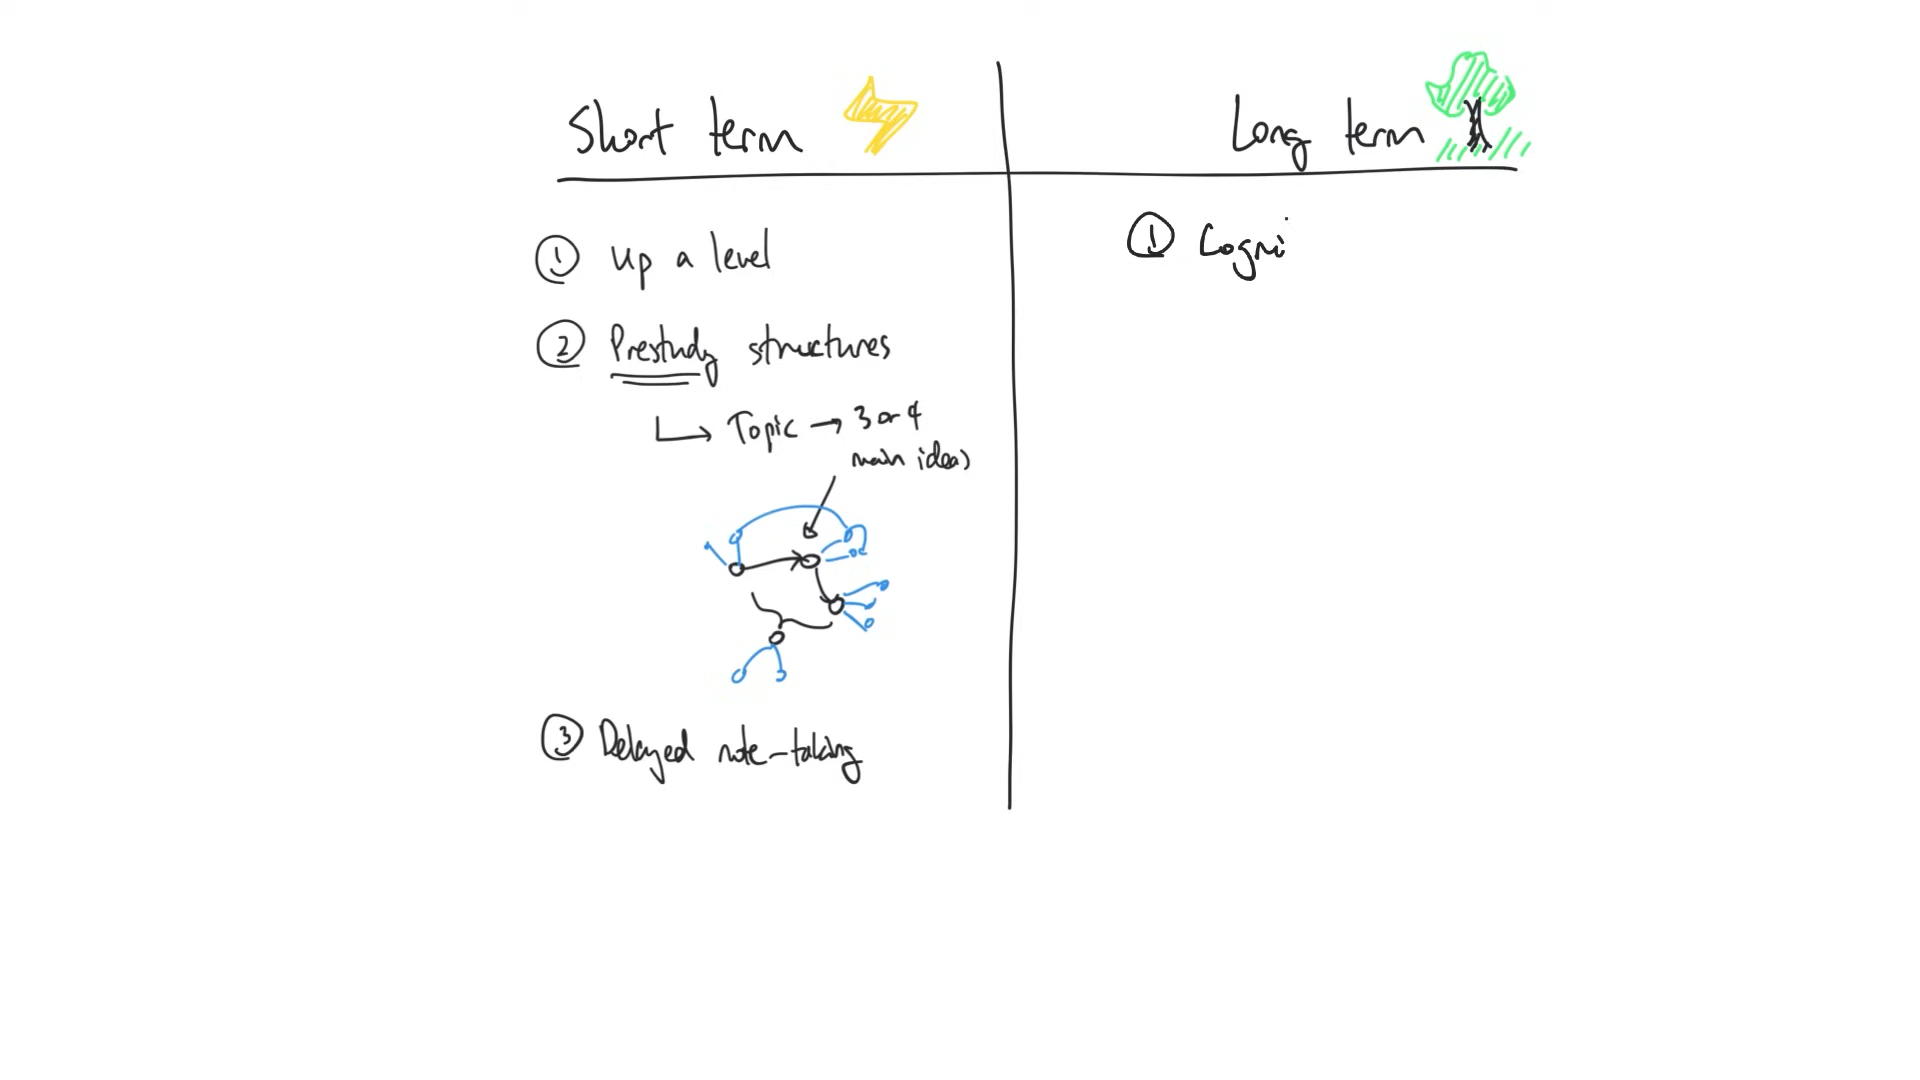 Short term
① Up a level
② Prestudy structures
Topic → 3 or 4
main ideas
③ Delayed note-taking
Long term
① Cogni